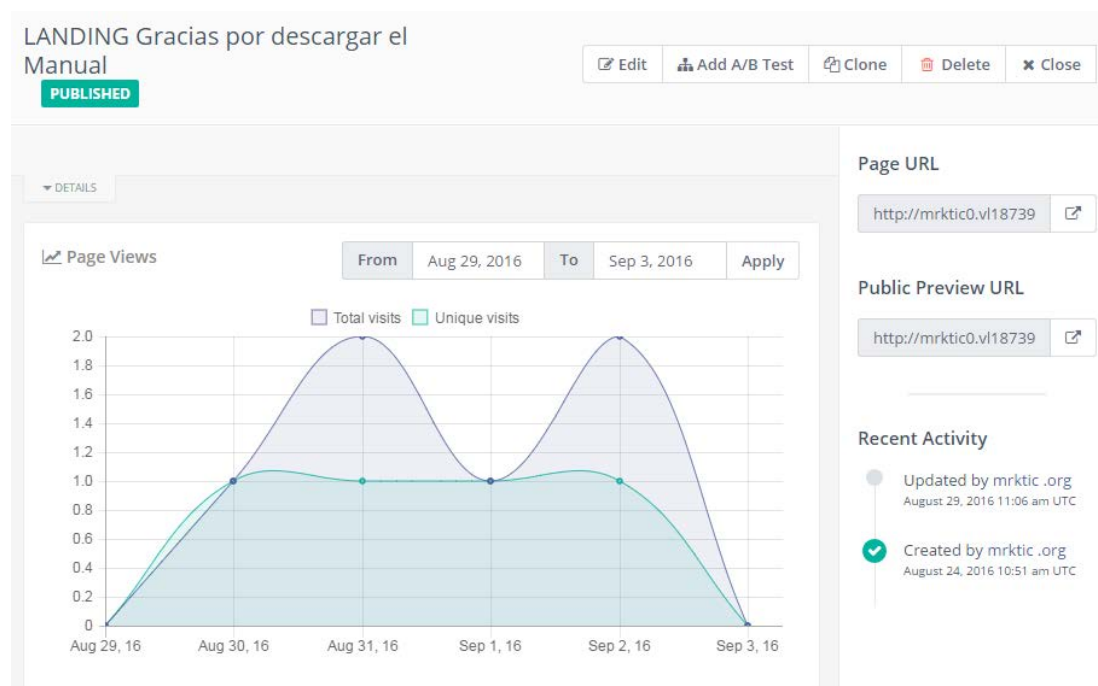 LANDING Gracias por descargar el
Manual
PUBLISHED
Edit Add A/B Test Clone Delete Close
DETAILS
Page Views
From Aug 29, 2016 To Sep 3, 2016 Apply
Total visits Unique visits
2.0
1.8
1.6
1.4
1.2
1.0
0.8
0.6
0.4
0.2
0
Aug 29, 16 Aug 30, 16 Aug 31, 16 Sep 1, 16 Sep 2, 16 Sep 3, 16
Page URL
http://mrktic0.vl18739
Public Preview URL
http://mrktic0.vl18739
Recent Activity
Updated by mrktic .org
August 29, 2016 11:06 am UTC
Created by mrktic .org
August 24, 2016 10:51 am UTC